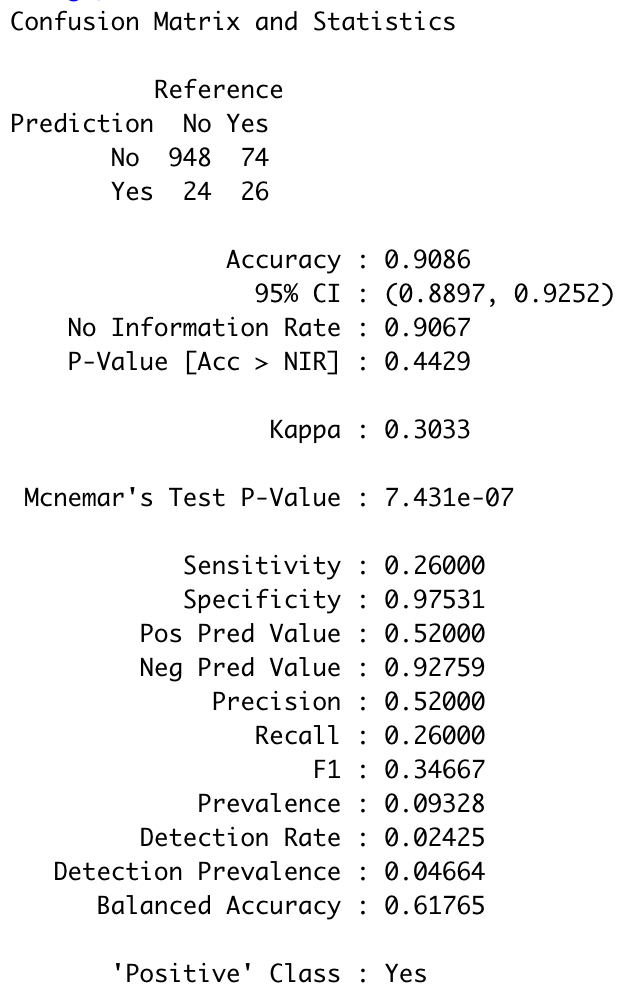 Confusion Matrix and Statistics
Reference
Prediction No Yes
No 948 74
Yes 24 26
Accuracy : 0.9086
95% CI : (0.8897, 0.9252)
No Information Rate : 0.9067
P-Value [Acc > NIR] : 0.4429
Kappa : 0.3033
Mcnemar's Test P-Value : 7.431e-07
Sensitivity : 0.26000
Specificity : 0.97531
Pos Pred Value : 0.52000
Neg Pred Value : 0.92759
Precision : 0.52000
Recall : 0.26000
F1 : 0.34667
Prevalence : 0.09328
Detection Rate : 0.02425
Detection Prevalence : 0.04664
Balanced Accuracy : 0.61765
'Positive' Class : Yes